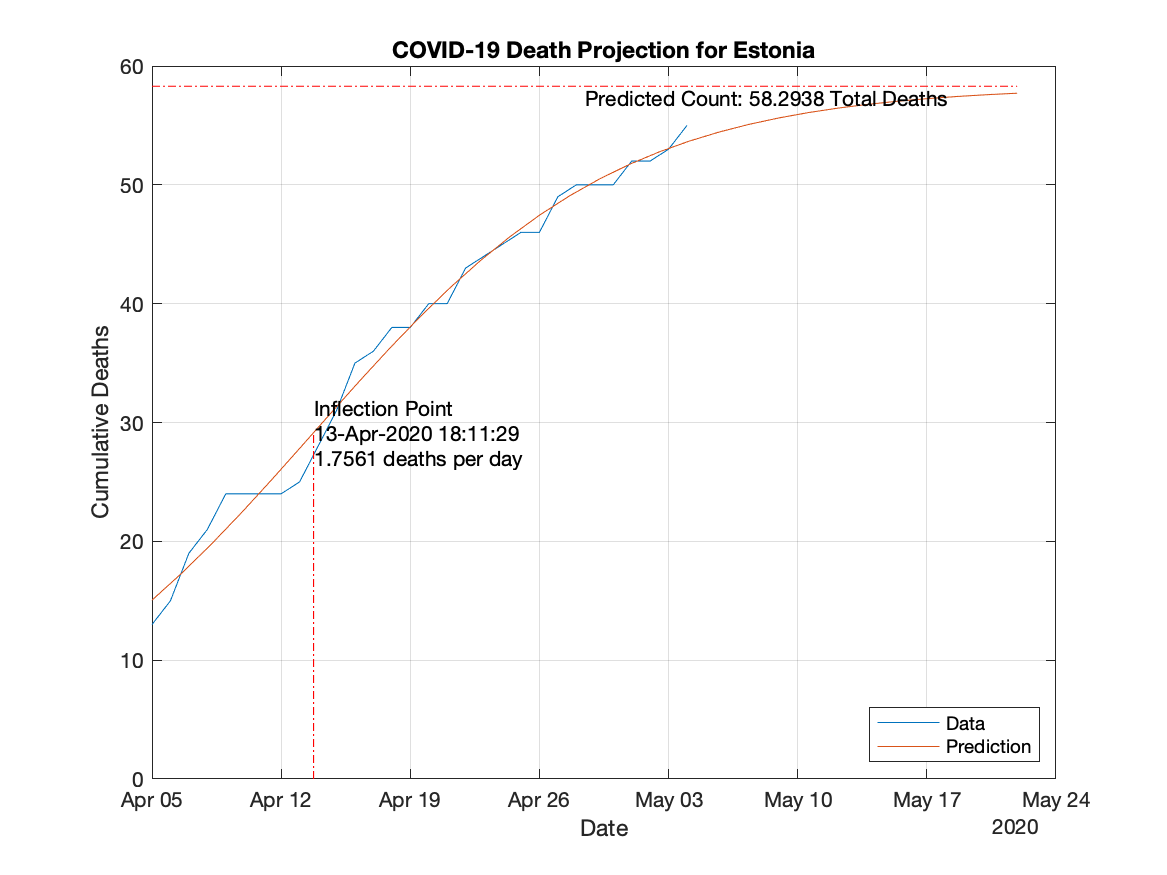 COVID-19 Death Projection for Estonia
60
Predicted Count: 58.2938 Total Deaths
50
40
30
Inflection Point
13-Apr-2020 18:11:29
1.7561 deaths per day
20
10
0
Cumulative Deaths
Data
Prediction
Apr 05 Apr 12 Apr 19 Apr 26 May 03 May 10 May 17 May 24
Date
2020